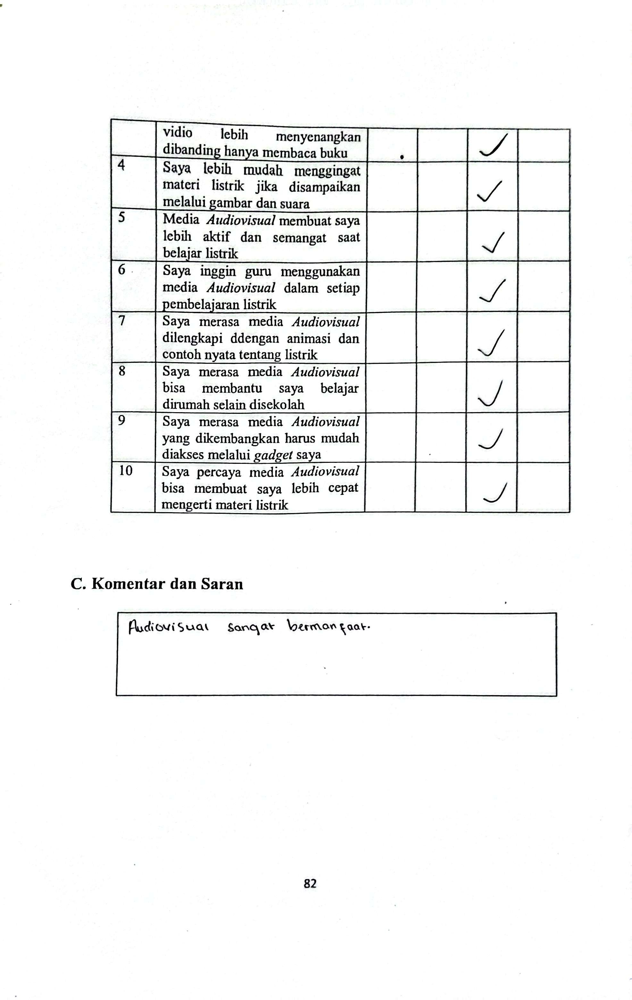 vidio lebih menyenangkan
dibanding hanya membaca buku
4 Saya lebih mudah menggingat
materi listrik jika disampaikan
melalui gambar dan suara
5 Media Audiovisual membuat saya
lebih aktif dan semangat saat
belajar listrik
6 Saya inggin guru menggunakan
media Audiovisual dalam setiap
pembelajaran listrik
7 Saya merasa media Audiovisual
dilengkapi ddengan animasi dan
contoh nyata tentang listrik
8 Saya merasa media Audiovisual
bisa membantu saya belajar
dirumah selain disekolah
9 Saya merasa media Audiovisual
yang dikembangkan harus mudah
diakses melalui gadget saya
10 Saya percaya media Audiovisual
bisa membuat saya lebih cepat
mengerti materi listrik
C. Komentar dan Saran
Audiovisual sangat bermanfaat.
82